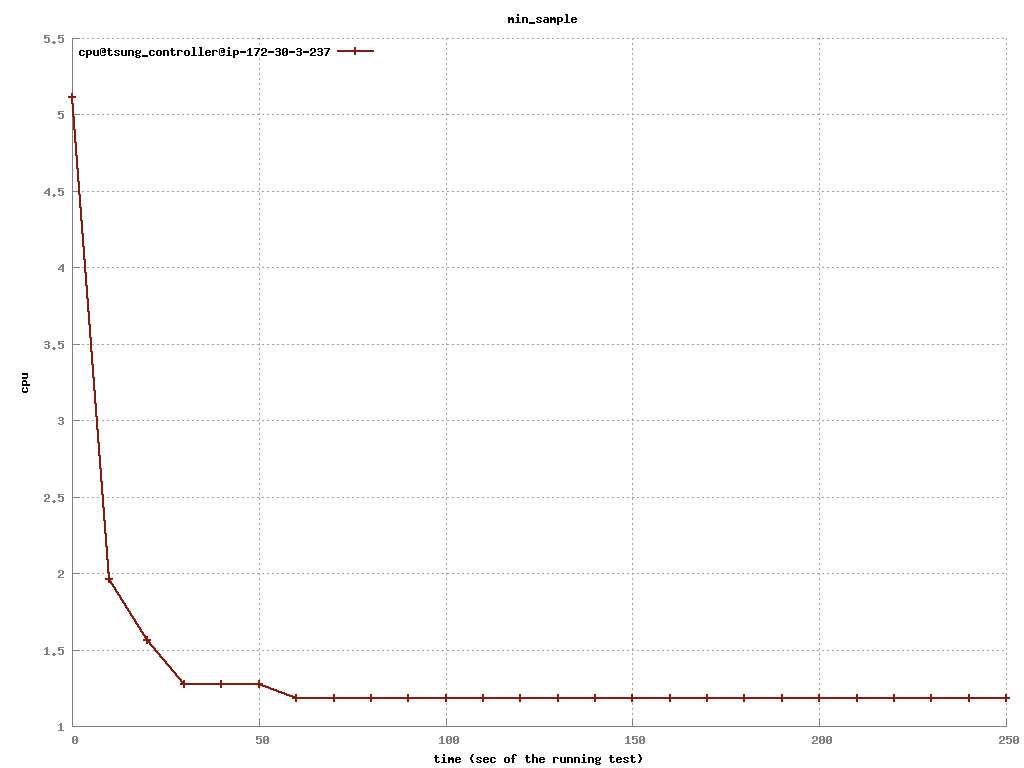 min_sample
5.5
cpu@tsung_controller@ip-172-30-3-237
5
4.5
4
3.5
cpu
3
2.5
2
1.5
1
0 50 100 150 200 250
time (sec of the running test)